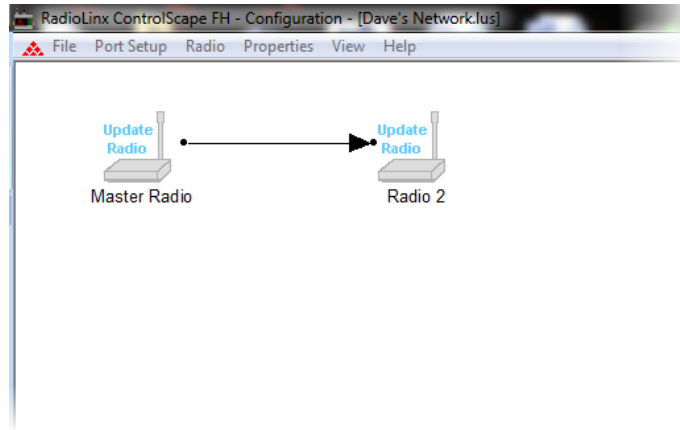 RadioLinx ControlScape FH - Configuration - [Dave's Network.lus]
File Port Setup Radio Properties View Help
Update Radio
Update Radio
Master Radio
Radio 2